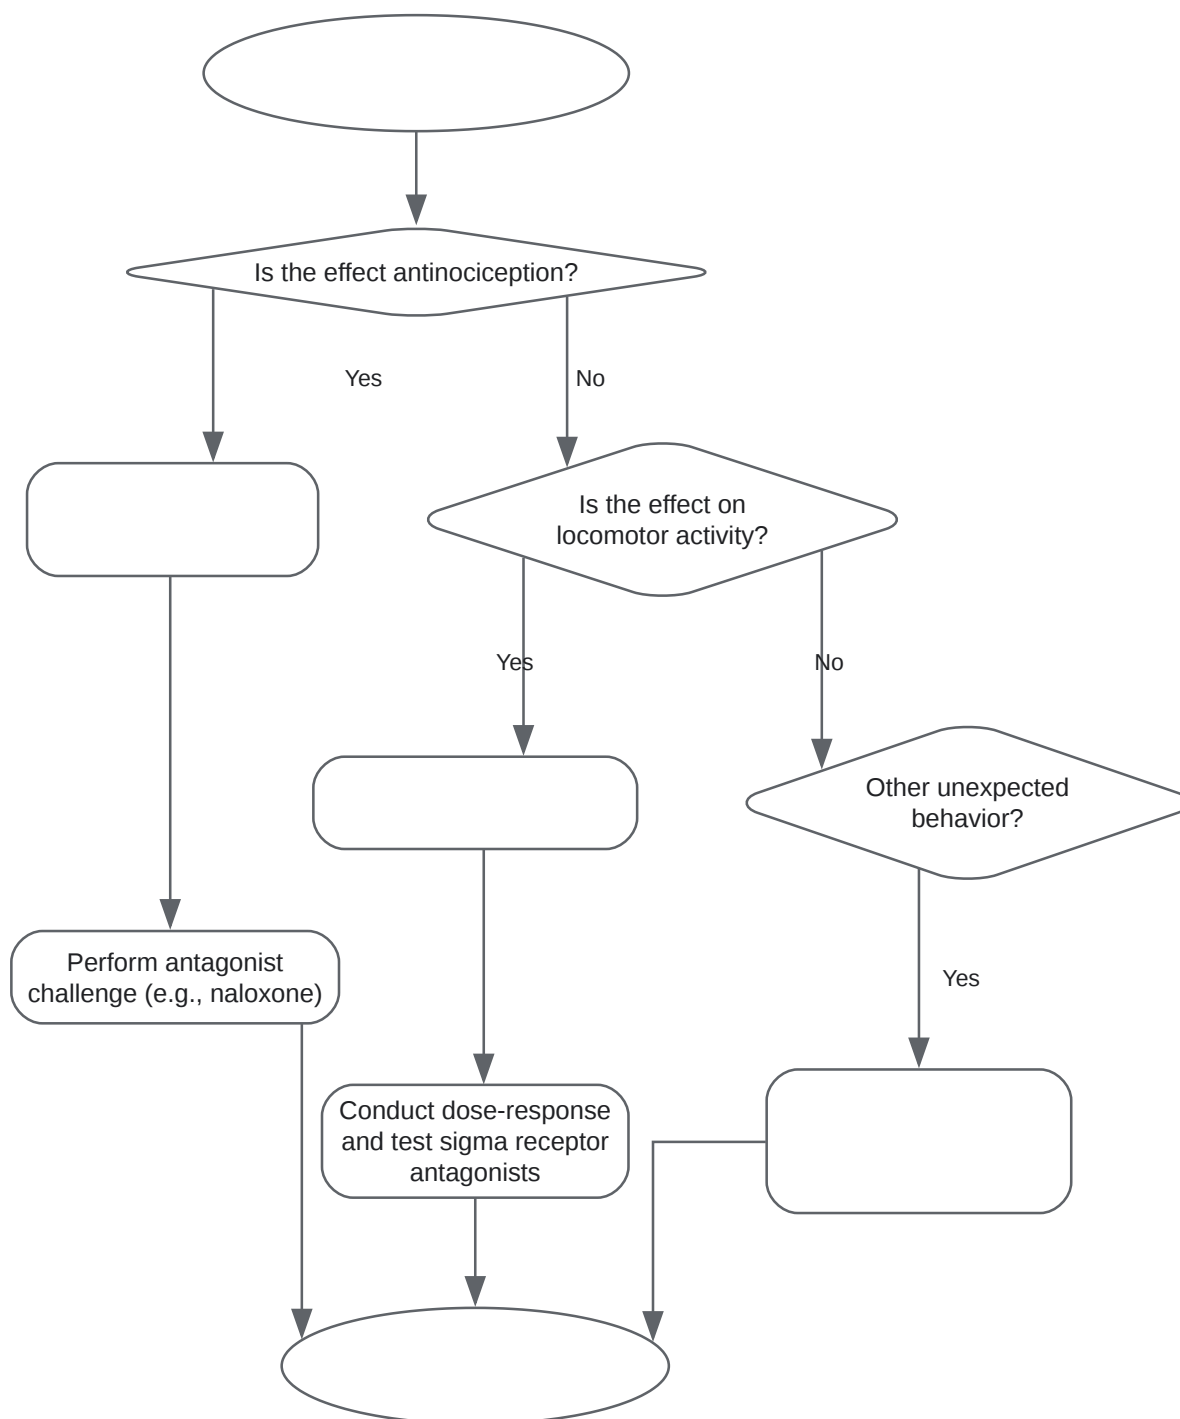 Is the effect antinociception?
Yes
No
Is the effect on
locomotor activity?
Yes
No
Other unexpected
behavior?
Perform antagonist
challenge (e.g., naloxone)
Yes
Conduct dose-response
and test sigma receptor
antagonists